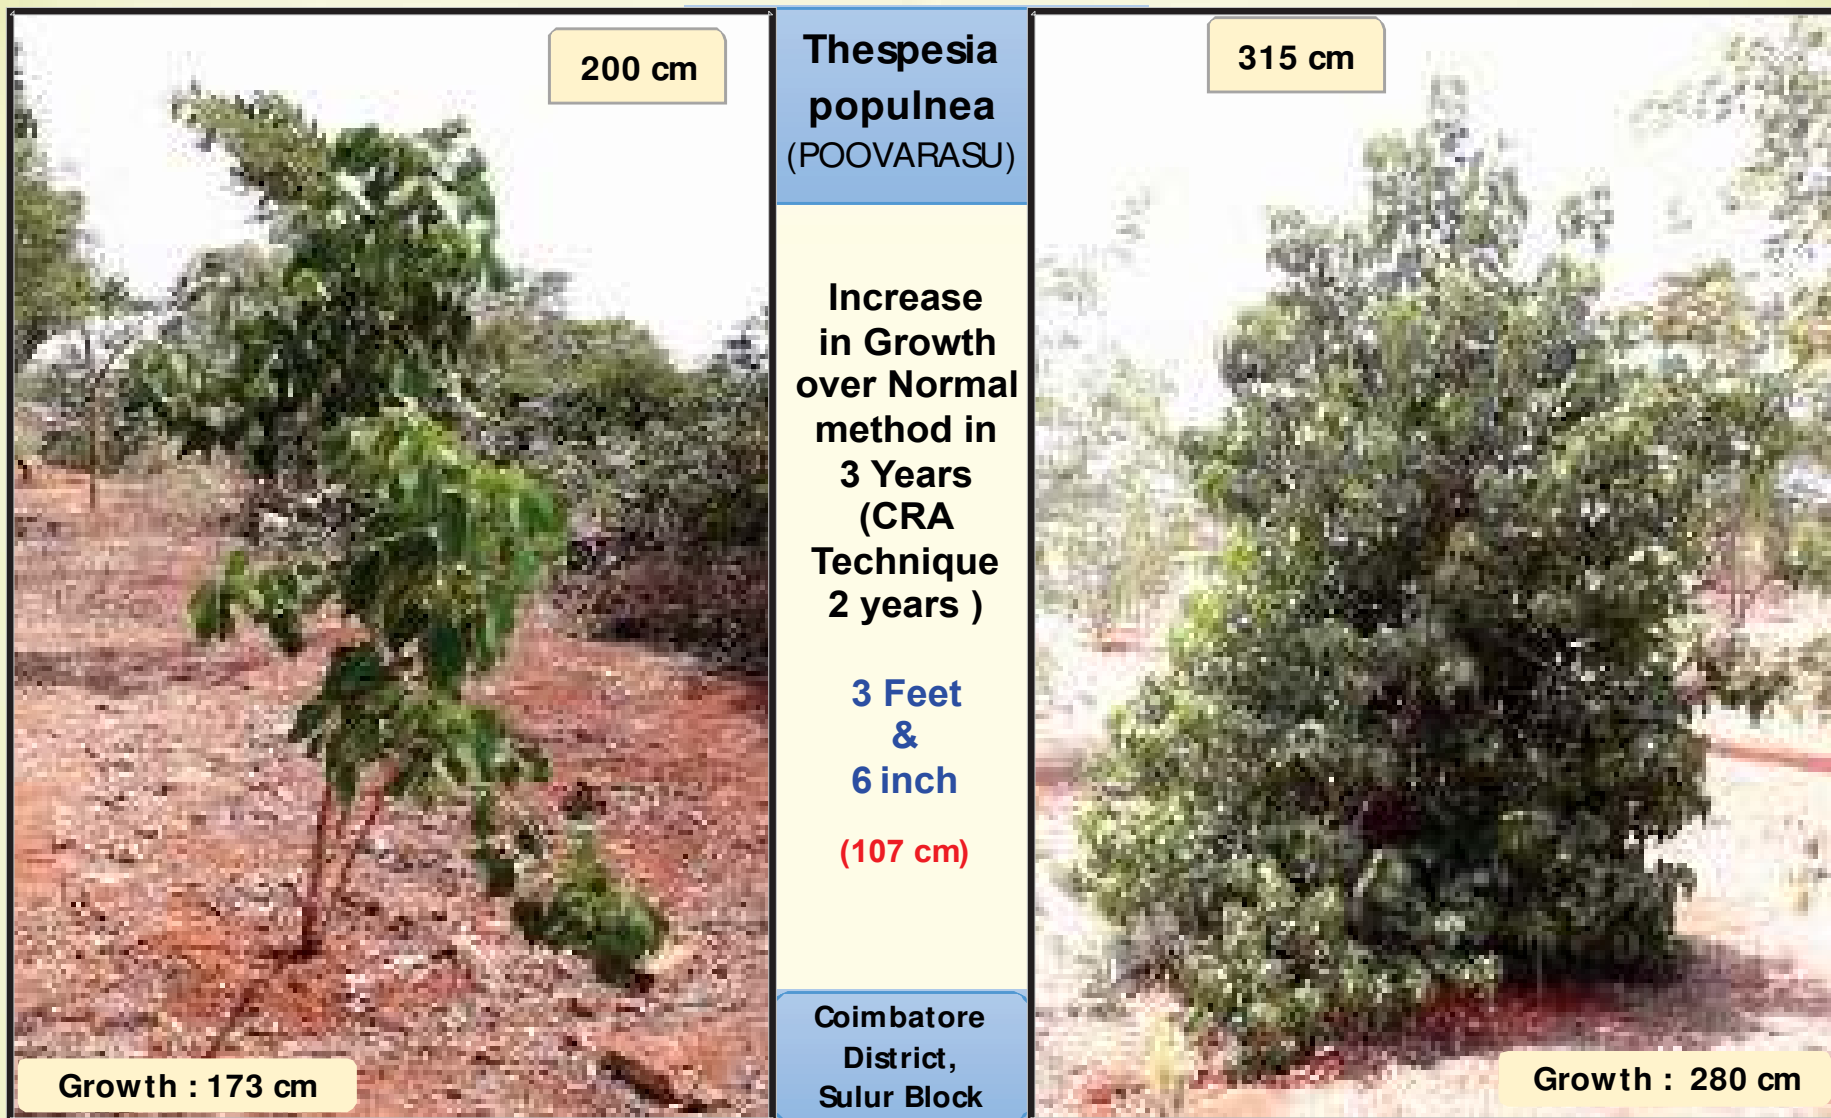 200 cm
Thespesia
populnea
(POOVARASU)
315 cm
Increase
in Growth
over Normal
method in
3 Years
(CRA
Technique
2 years )
3 Feet
&
6 inch
(107 cm)
Coimbatore
District,
Sulur Block
Growth : 173 cm
Growth : 280 cm